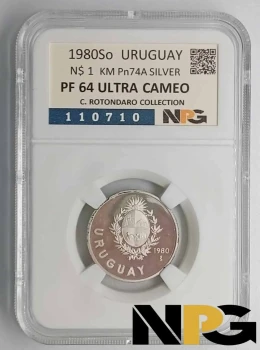 1980So URUGUAY
N$ 1 KM Pn74A SILVER
PF 64 ULTRA CAMEO
C. ROTONDARO COLLECTION
110710 NPG
URUGUAY
1980
NPG